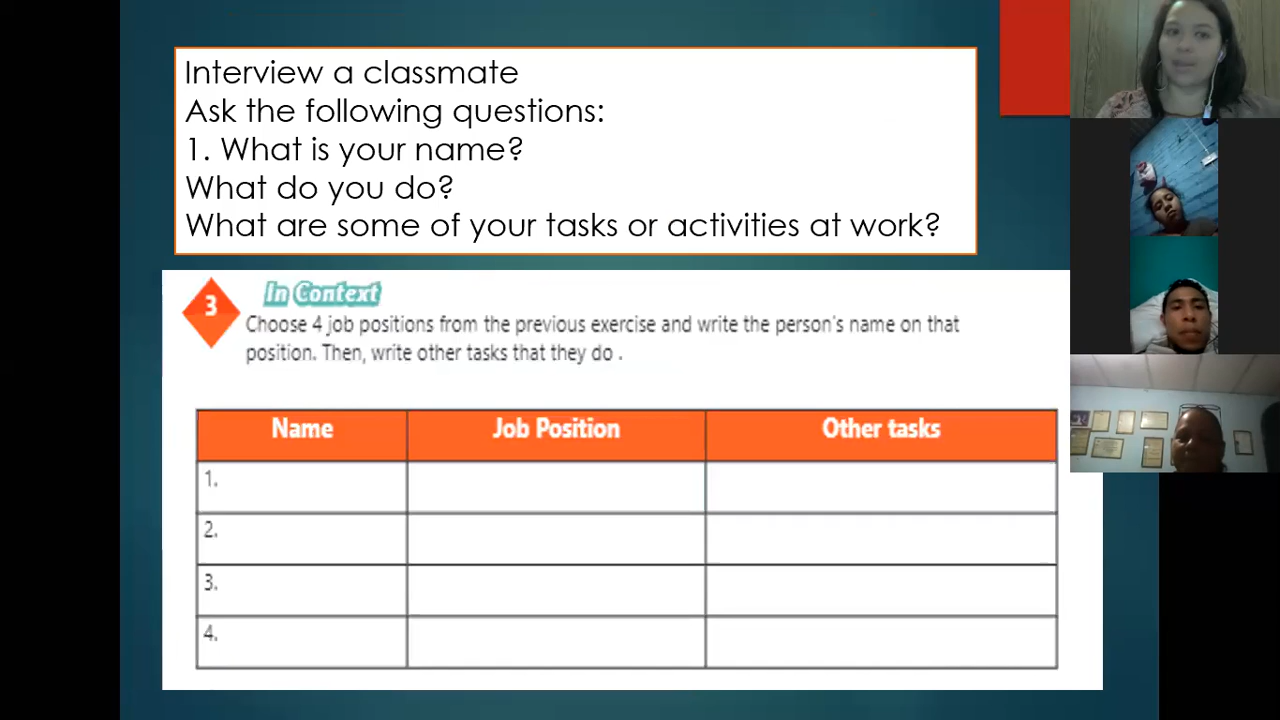 Interview a classmate
Ask the following questions:
1. What is your name?
What do you do?
What are some of your tasks or activities at work?
3
In Context
Choose 4 job positions from the previous exercise and write the person's name on that
position. Then, write other tasks that they do .
Name Job Position Other tasks
1.
2.
3.
4.